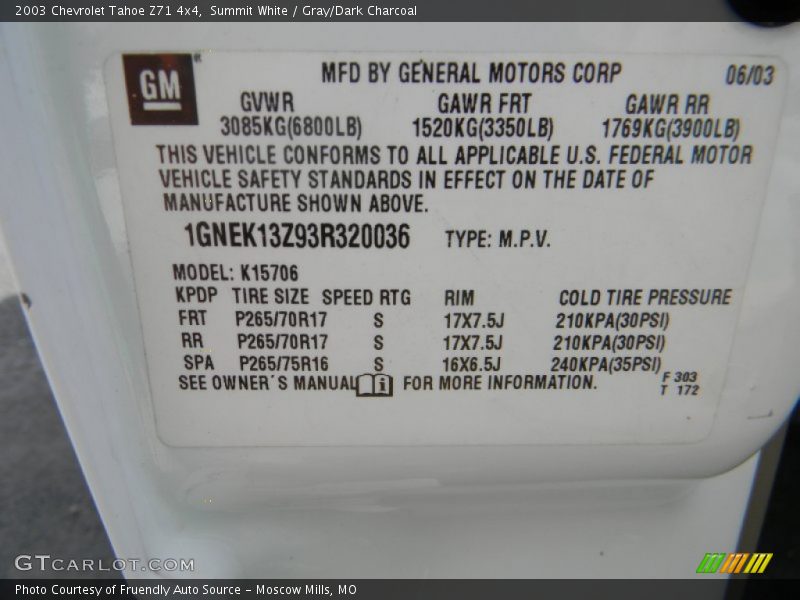 2003 Chevrolet Tahoe Z71 4x4, Summit White / Gray/Dark Charcoal
GM
MFD BY GENERAL MOTORS CORP 06/03
GVWR GAWR FRT GAWR RR
3085KG(6800LB) 1520KG(3350LB) 1769KG(3900LB)
THIS VEHICLE CONFORMS TO ALL APPLICABLE U.S. FEDERAL MOTOR
VEHICLE SAFETY STANDARDS IN EFFECT ON THE DATE OF
MANUFACTURE SHOWN ABOVE.
1GNEK13Z93R320036 TYPE: M.P.V.
MODEL: K15706
KPDP TIRE SIZE SPEED RTG RIM COLD TIRE PRESSURE
FRT P265/70R17 S 17X7.5J 210KPA(30PSI)
RR P265/70R17 S 17X7.5J 210KPA(30PSI)
SPA P265/75R16 S 16X6.5J 240KPA(35PSI)
SEE OWNER'S MANUAL FOR MORE INFORMATION.
F 303
T 172
GTCARLOT.COM
Photo Courtesy of Fruendly Auto Source - Moscow Mills, MO